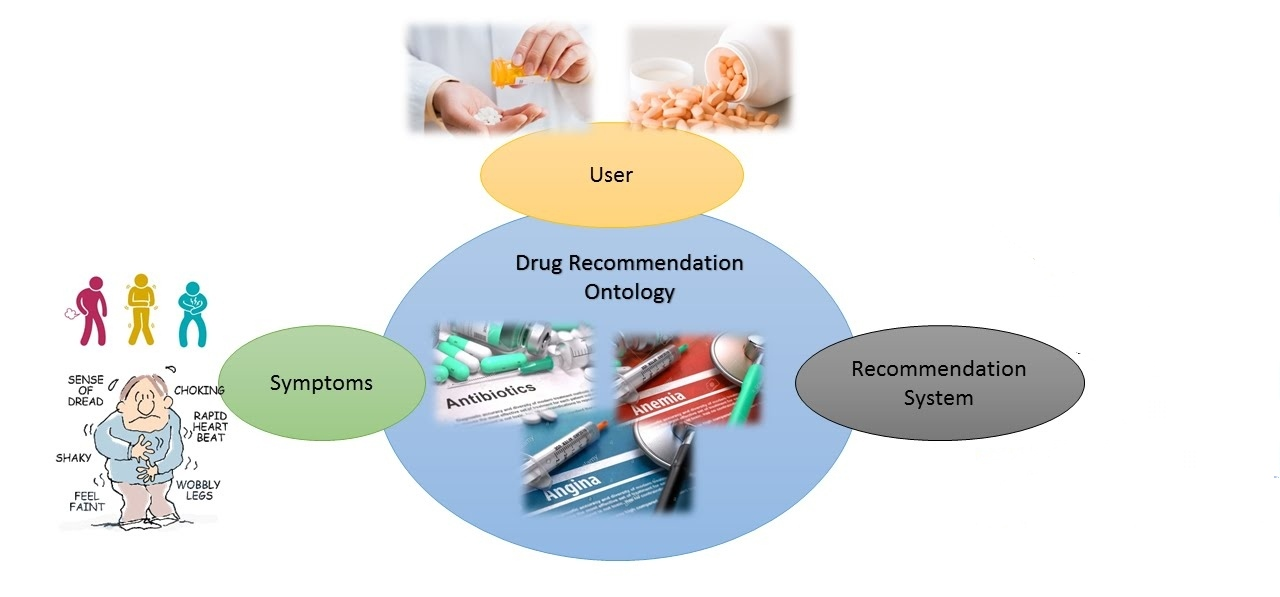 User
Drug Recommendation
Ontology
Symptoms
Recommendation
System
Antibiotics
Anemia
Angina
SENSE
OF
DREAD
CHOKING
RAPID
HEART
BEAT
SHAKY
WOBBLY
LEGS
FEEL
FAINT